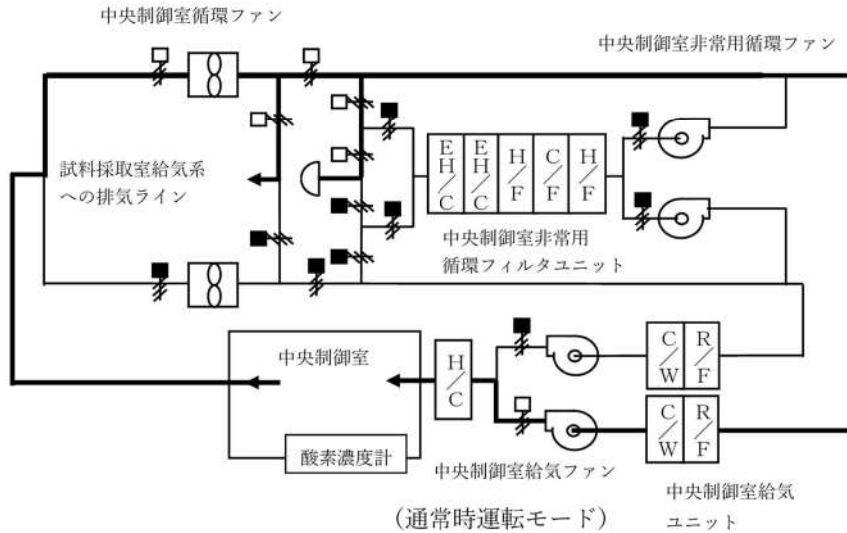 中央制御室循環ファン
中央制御室非常用循環ファン
試料採取室給気系
への排気ライン
EH/C
EH/C
H/F
C/F
H/F
中央制御室非常用
循環フィルタユニット
中央制御室
H/C
C/W
R/F
C/W
R/F
酸素濃度計
中央制御室給気ファン
中央制御室給気
ユニット
(通常時運転モード)